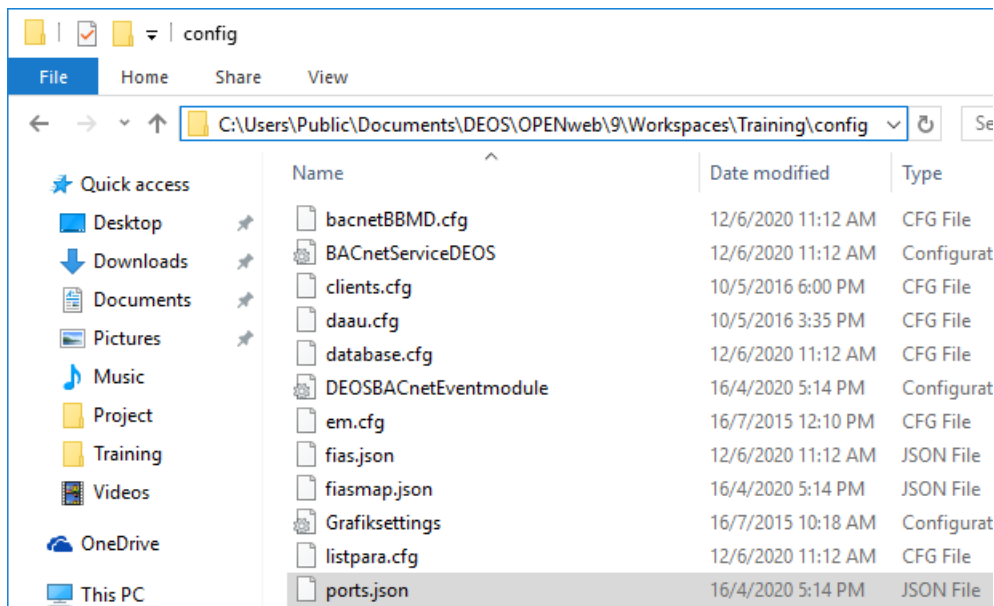 config
File Home Share View
C:\Users\Public\Documents\DEOS\OPENweb\9\Workspaces\Training\config Se
Quick access
Desktop
Downloads
Documents
Pictures
Music
Project
Training
Videos
OneDrive
This PC
Name Date modified Type
bacnetBBMD.cfg 12/6/2020 11:12 AM CFG File
BACnetServiceDEOS 12/6/2020 11:12 AM Configurat
clients.cfg 10/5/2016 6:00 PM CFG File
daau.cfg 10/5/2016 3:35 PM CFG File
database.cfg 12/6/2020 11:12 AM CFG File
DEOSBACnetEventmodule 16/4/2020 5:14 PM Configurat
em.cfg 16/7/2015 12:10 PM CFG File
fias.json 12/6/2020 11:12 AM JSON File
fiasmap.json 16/4/2020 5:14 PM JSON File
Grafiksettings 16/7/2015 10:18 AM Configurat
listpara.cfg 12/6/2020 11:12 AM CFG File
ports.json 16/4/2020 5:14 PM JSON File